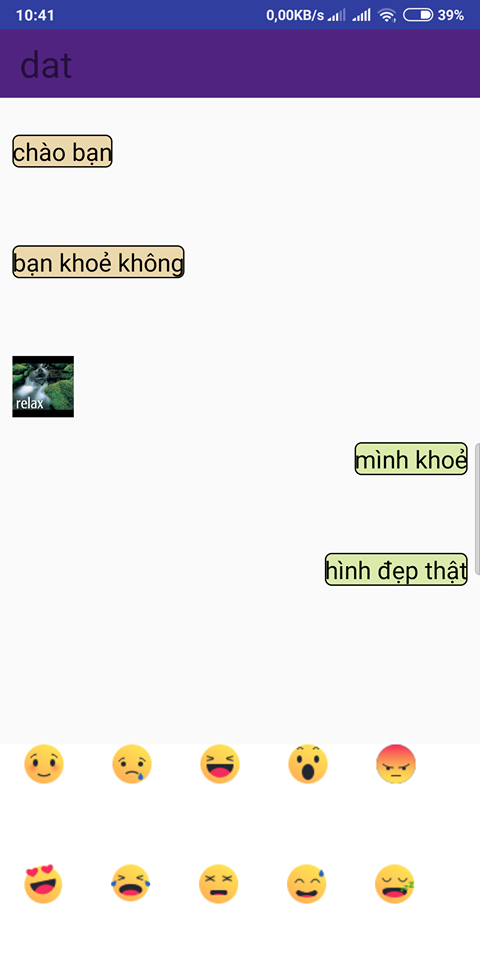 10:41 0,00KB/s 39%
dat
chào bạn
bạn khoẻ không
relax
mình khoẻ
hình đẹp thật